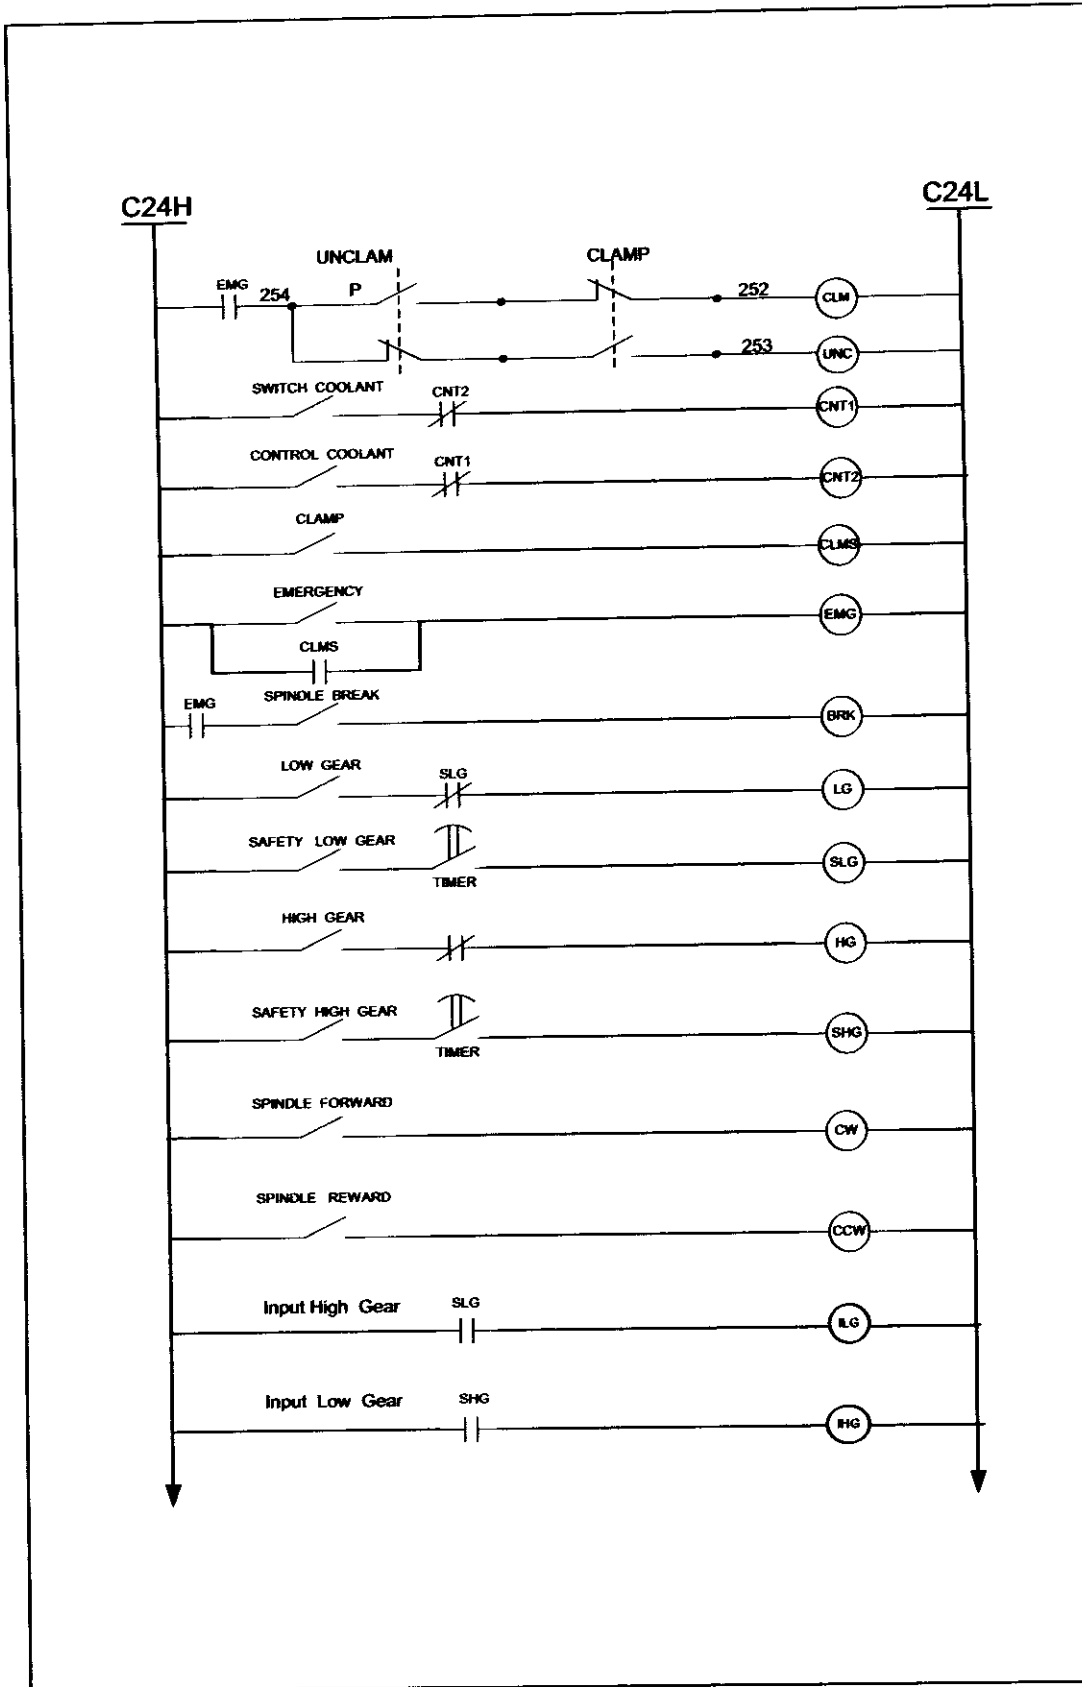 C24H C24L
UNCLAM CLAMP
EMG 254 P 252 CLM
253 UNC
SWITCH COOLANT CNT2 CNT1
CONTROL COOLANT CNT1 CNT2
CLAMP CLMS
EMERGENCY EMG
CLMS
EMG SPINDLE BREAK BRK
LOW GEAR SLG LG
SAFETY LOW GEAR SLG
TIMER
HIGH GEAR HG
SAFETY HIGH GEAR SHG
TIMER
SPINDLE FORWARD CW
SPINDLE REWARD CCW
Input High Gear SLG ILG
Input Low Gear SHG IHG